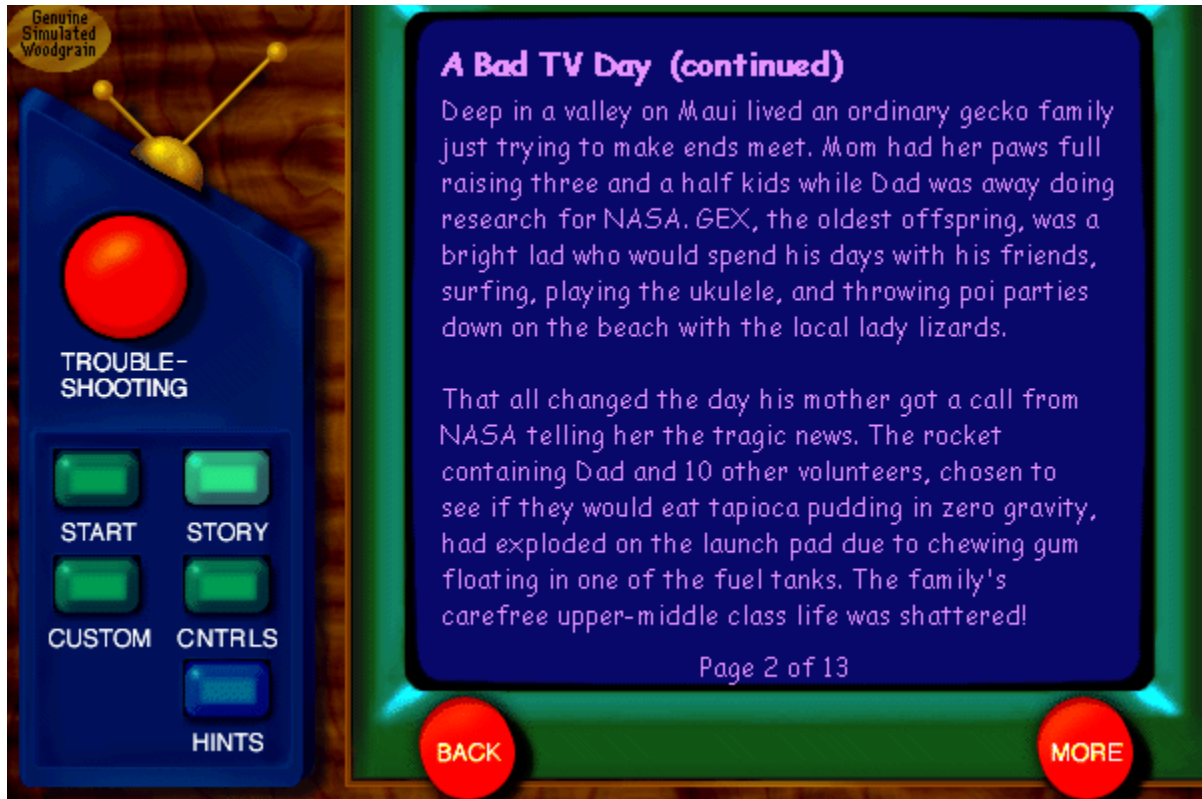 Genuine
Simulated
Woodgrain
TROUBLE-
SHOOTING
START
STORY
CUSTOM
CNTRLS
HINTS
A Bad TV Day (continued)
Deep in a valley on Maui lived an ordinary gecko family
just trying to make ends meet. Mom had her paws full
raising three and a half kids while Dad was away doing
research for NASA. GEX, the oldest offspring, was a
bright lad who would spend his days with his friends,
surfing, playing the ukulele, and throwing poi parties
down on the beach with the local lady lizards.
That all changed the day his mother got a call from
NASA telling her the tragic news. The rocket
containing Dad and 10 other volunteers, chosen to
see if they would eat tapioca pudding in zero gravity,
had exploded on the launch pad due to chewing gum
floating in one of the fuel tanks. The family's
carefree upper-middle class life was shattered!
Page 2 of 13
BACK
MORE